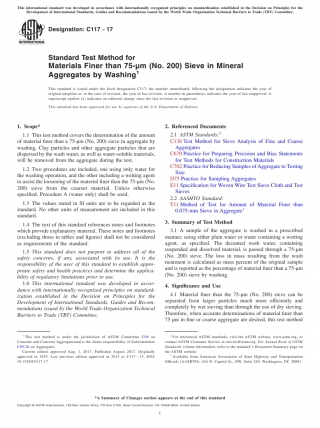 This international standard was developed in accordance with internationally recognized principles on standardization established in the Decision on Principles for the
Development of International Standards, Guides and Recommendations issued by the World Trade Organization Technical Barriers to Trade (TBT) Committee.
INTERNATIONAL
Designation: C117 − 17
Standard Test Method for
Materials Finer than 75-μm (No. 200) Sieve in Mineral
Aggregates by Washing1
This standard is issued under the fixed designation C117; the number immediately following the designation indicates the year of
original adoption or, in the case of revision, the year of last revision. A number in parentheses indicates the year of last reapproval. A
superscript epsilon (ε) indicates an editorial change since the last revision or reapproval.
This standard has been approved for use by agencies of the U.S. Department of Defense.
1. Scope*
1.1 This test method covers the determination of the amount
of material finer than a 75-μm (No. 200) sieve in aggregate by
washing. Clay particles and other aggregate particles that are
dispersed by the wash water, as well as water-soluble materials,
will be removed from the aggregate during the test.
1.2 Two procedures are included, one using only water for
the washing operation, and the other including a wetting agent
to assist the loosening of the material finer than the 75-μm (No.
200) sieve from the coarser material. Unless otherwise
specified, Procedure A (water only) shall be used.
1.3 The values stated in SI units are to be regarded as the
standard. No other units of measurement are included in this
standard.
1.4 The text of this standard references notes and footnotes
which provide explanatory material. These notes and footnotes
(excluding those in tables and figures) shall not be considered
as requirements of the standard.
1.5 This standard does not purport to address all of the
safety concerns, if any, associated with its use. It is the
responsibility of the user of this standard to establish appro-
priate safety and health practices and determine the applica-
bility of regulatory limitations prior to use.
1.6 This international standard was developed in accor-
dance with internationally recognized principles on standard-
ization established in the Decision on Principles for the
Development of International Standards, Guides and Recom-
mendations issued by the World Trade Organization Technical
Barriers to Trade (TBT) Committee.
2. Referenced Documents
2.1 ASTM Standards:2
C136 Test Method for Sieve Analysis of Fine and Coarse
Aggregates
C670 Practice for Preparing Precision and Bias Statements
for Test Methods for Construction Materials
C702 Practice for Reducing Samples of Aggregate to Testing
Size
D75 Practice for Sampling Aggregates
E11 Specification for Woven Wire Test Sieve Cloth and Test
Sieves
2.2 AASHTO Standard:
T11 Method of Test for Amount of Material Finer than
0.075-mm Sieve in Aggregate3
3. Summary of Test Method
3.1 A sample of the aggregate is washed in a prescribed
manner, using either plain water or water containing a wetting
agent, as specified. The decanted wash water, containing
suspended and dissolved material, is passed through a 75-μm
(No. 200) sieve. The loss in mass resulting from the wash
treatment is calculated as mass percent of the original sample
and is reported as the percentage of material finer than a 75-μm
(No. 200) sieve by washing.
4. Significance and Use
4.1 Material finer than the 75-μm (No. 200) sieve can be
separated from larger particles much more efficiently and
completely by wet sieving than through the use of dry sieving.
Therefore, when accurate determinations of material finer than
75 μm in fine or coarse aggregate are desired, this test method
1 This test method is under the jurisdiction of ASTM Committee C09 on
Concrete and Concrete Aggregates and is the direct responsibility of Subcommittee
C09.20 on Aggregates.
Current edition approved Aug. 1, 2017. Published August 2017. Originally
approved in 1935. Last previous edition approved in 2013 as C117 – 13. DOI:
10.1520/C0117-17.
2 For referenced ASTM standards, visit the ASTM website, www.astm.org, or
contact ASTM Customer Service at service@astm.org. For Annual Book of ASTM
Standards volume information, refer to the standard's Document Summary page on
the ASTM website.
3 Available from American Association of State Highway and Transportation
Officials (AASHTO), 444 N. Capitol St., NW, Suite 249, Washington, DC 20001.
*A Summary of Changes section appears at the end of this standard
Copyright © ASTM International, 100 Barr Harbor Drive, PO Box C700, West Conshohocken, PA 19428-2959. United States
1